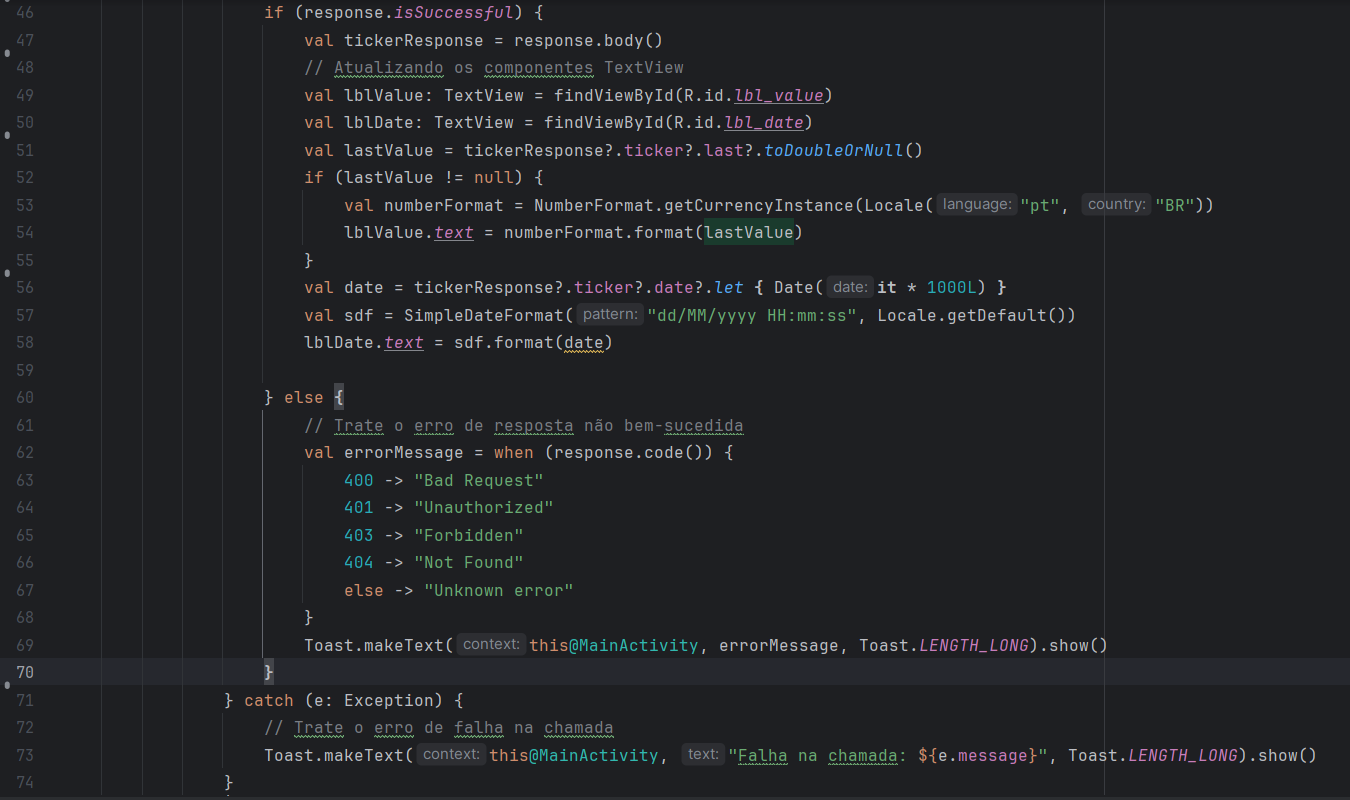 46 if (response.isSuccessful) {
47 val tickerResponse = response.body()
48 // Atualizando os componentes TextView
49 val lblValue: TextView = findViewById(R.id.lbl_value)
50 val lblDate: TextView = findViewById(R.id.lbl_date)
51 val lastValue = tickerResponse?.ticker?.last?.toDoubleOrNull()
52 if (lastValue != null) {
53 val numberFormat = NumberFormat.getCurrencyInstance(Locale( language: "pt", country: "BR"))
54 lblValue.text = numberFormat.format(lastValue)
55 }
56 val date = tickerResponse?.ticker?.date?.let { Date( date: it * 1000L) }
57 val sdf = SimpleDateFormat( pattern: "dd/MM/yyyy HH:mm:ss", Locale.getDefault())
58 lblDate.text = sdf.format(date)
59
60 } else {
61 // Trate o erro de resposta não bem-sucedida
62 val errorMessage = when (response.code()) {
63 400 -> "Bad Request"
64 401 -> "Unauthorized"
65 403 -> "Forbidden"
66 404 -> "Not Found"
67 else -> "Unknown error"
68 }
69 Toast.makeText( context: this@MainActivity, errorMessage, Toast.LENGTH_LONG).show()
70 }
71 } catch (e: Exception) {
72 // Trate o erro de falha na chamada
73 Toast.makeText( context: this@MainActivity, text: "Falha na chamada: ${e.message}", Toast.LENGTH_LONG).show()
74 }